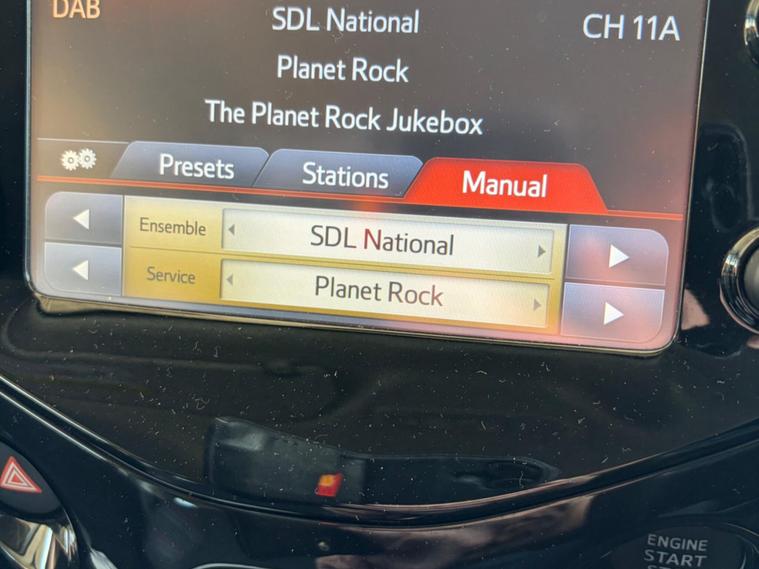 DAB
SDL National
CH 11A
Planet Rock
The Planet Rock Jukebox
Presets
Stations
Manual
Ensemble
SDL National
Service
Planet Rock
ENGINE
START